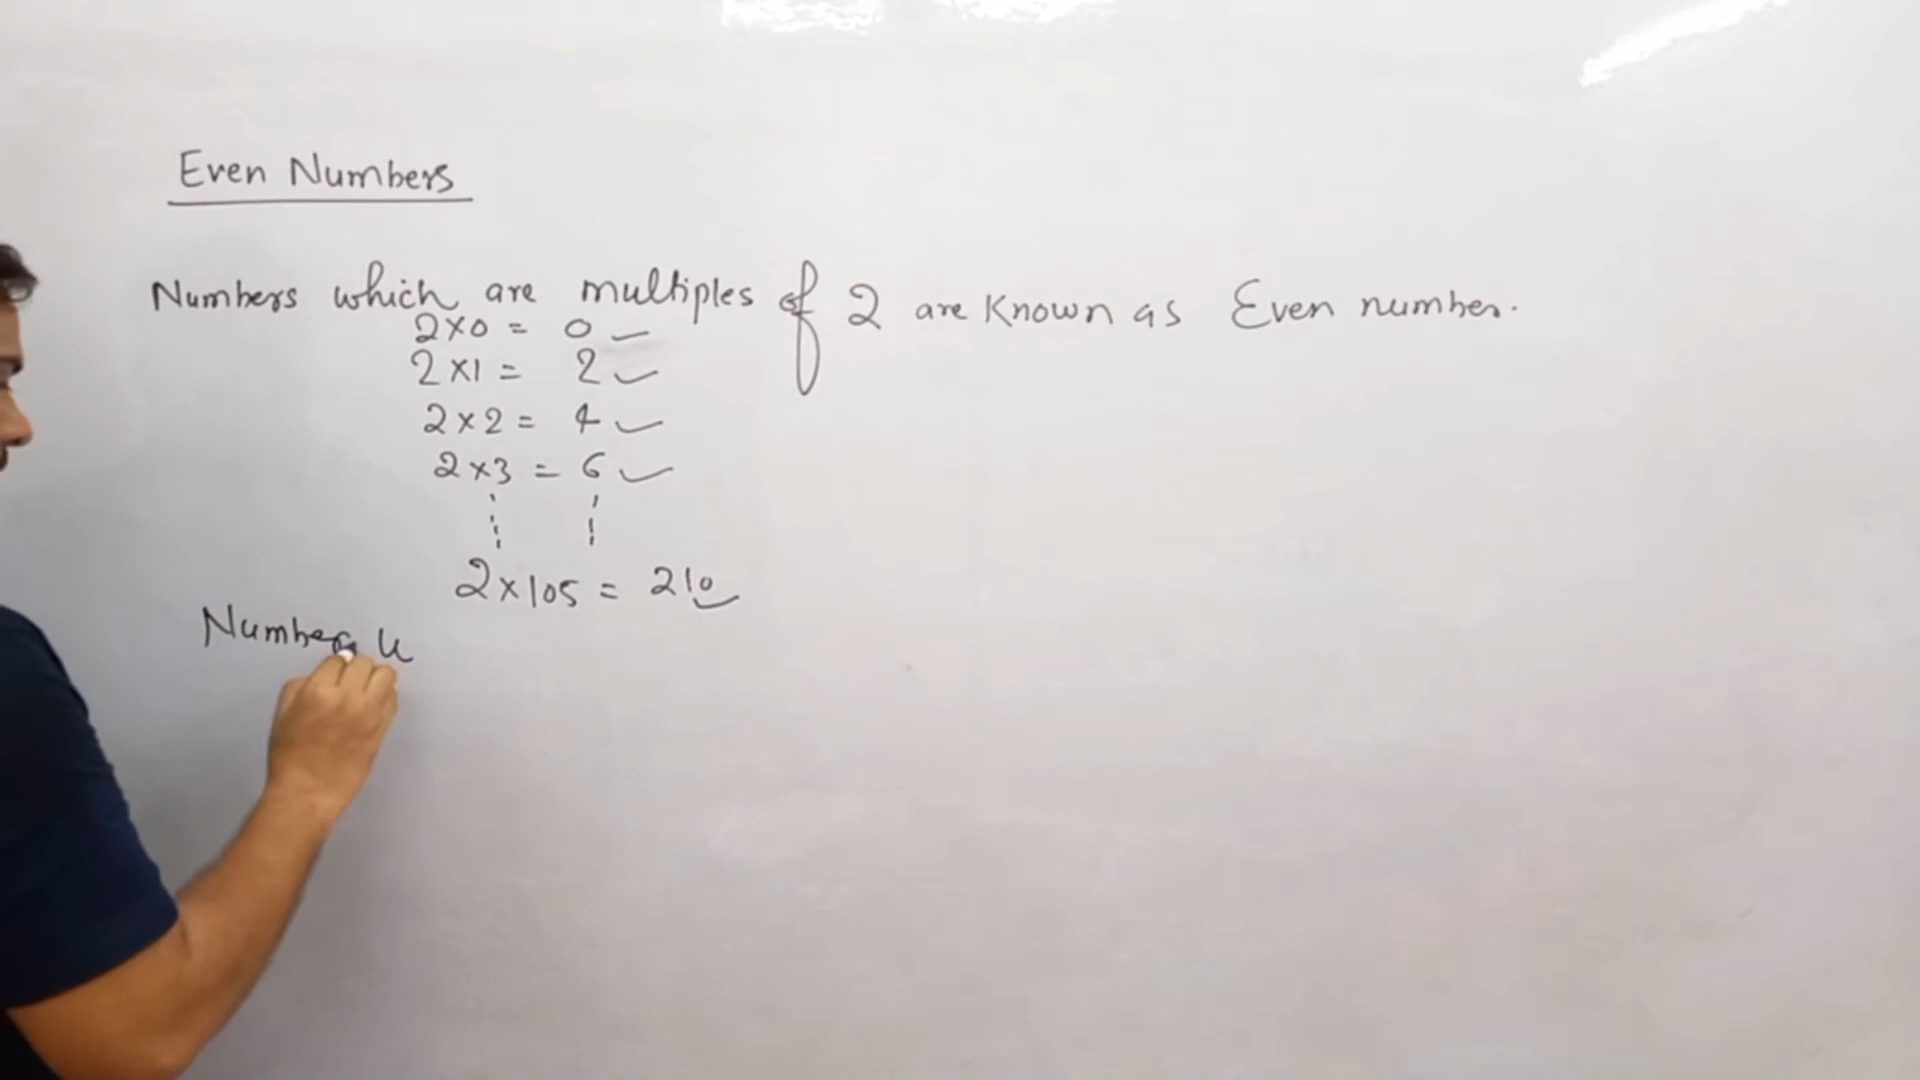 Even Numbers
Numbers which are multiples of 2 are known as Even number.
2×0 = 0
2×1 = 2
2×2 = 4
2×3 = 6
2×105 = 210
Numbers